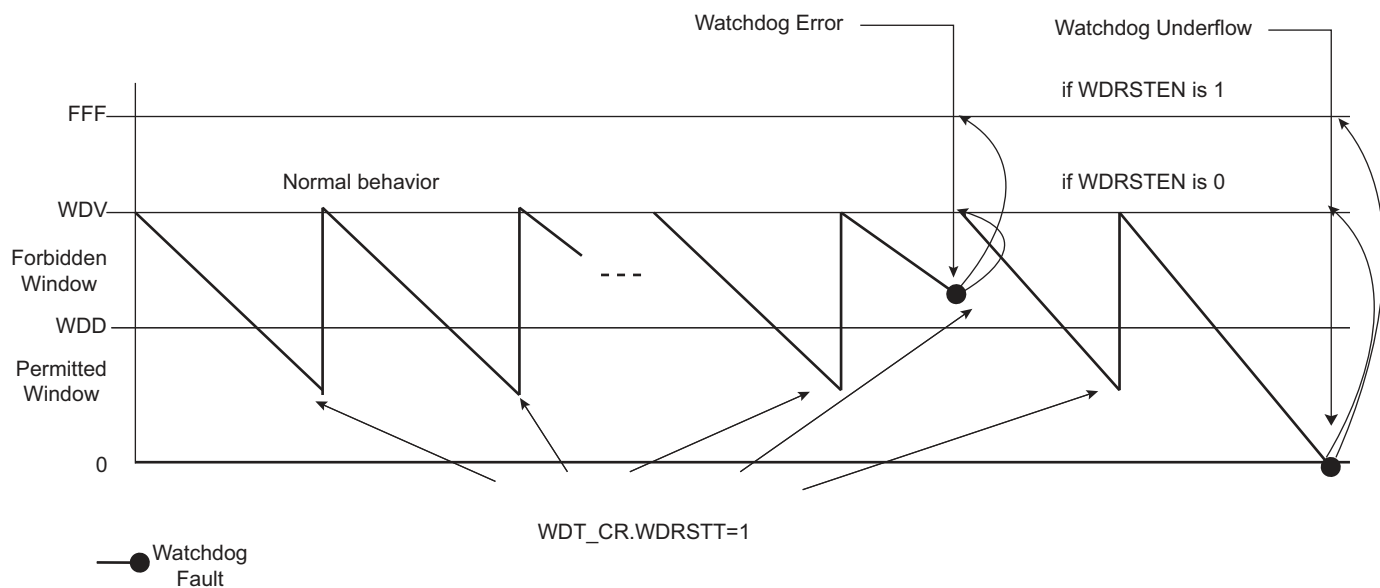 Watchdog Error
Watchdog Underflow
if WDRSTEN is 1
FFF
Normal behavior
if WDRSTEN is 0
WDV
Forbidden
Window
WDD
Permitted
Window
0
WDT_CR.WDRSTT=1
Watchdog
Fault